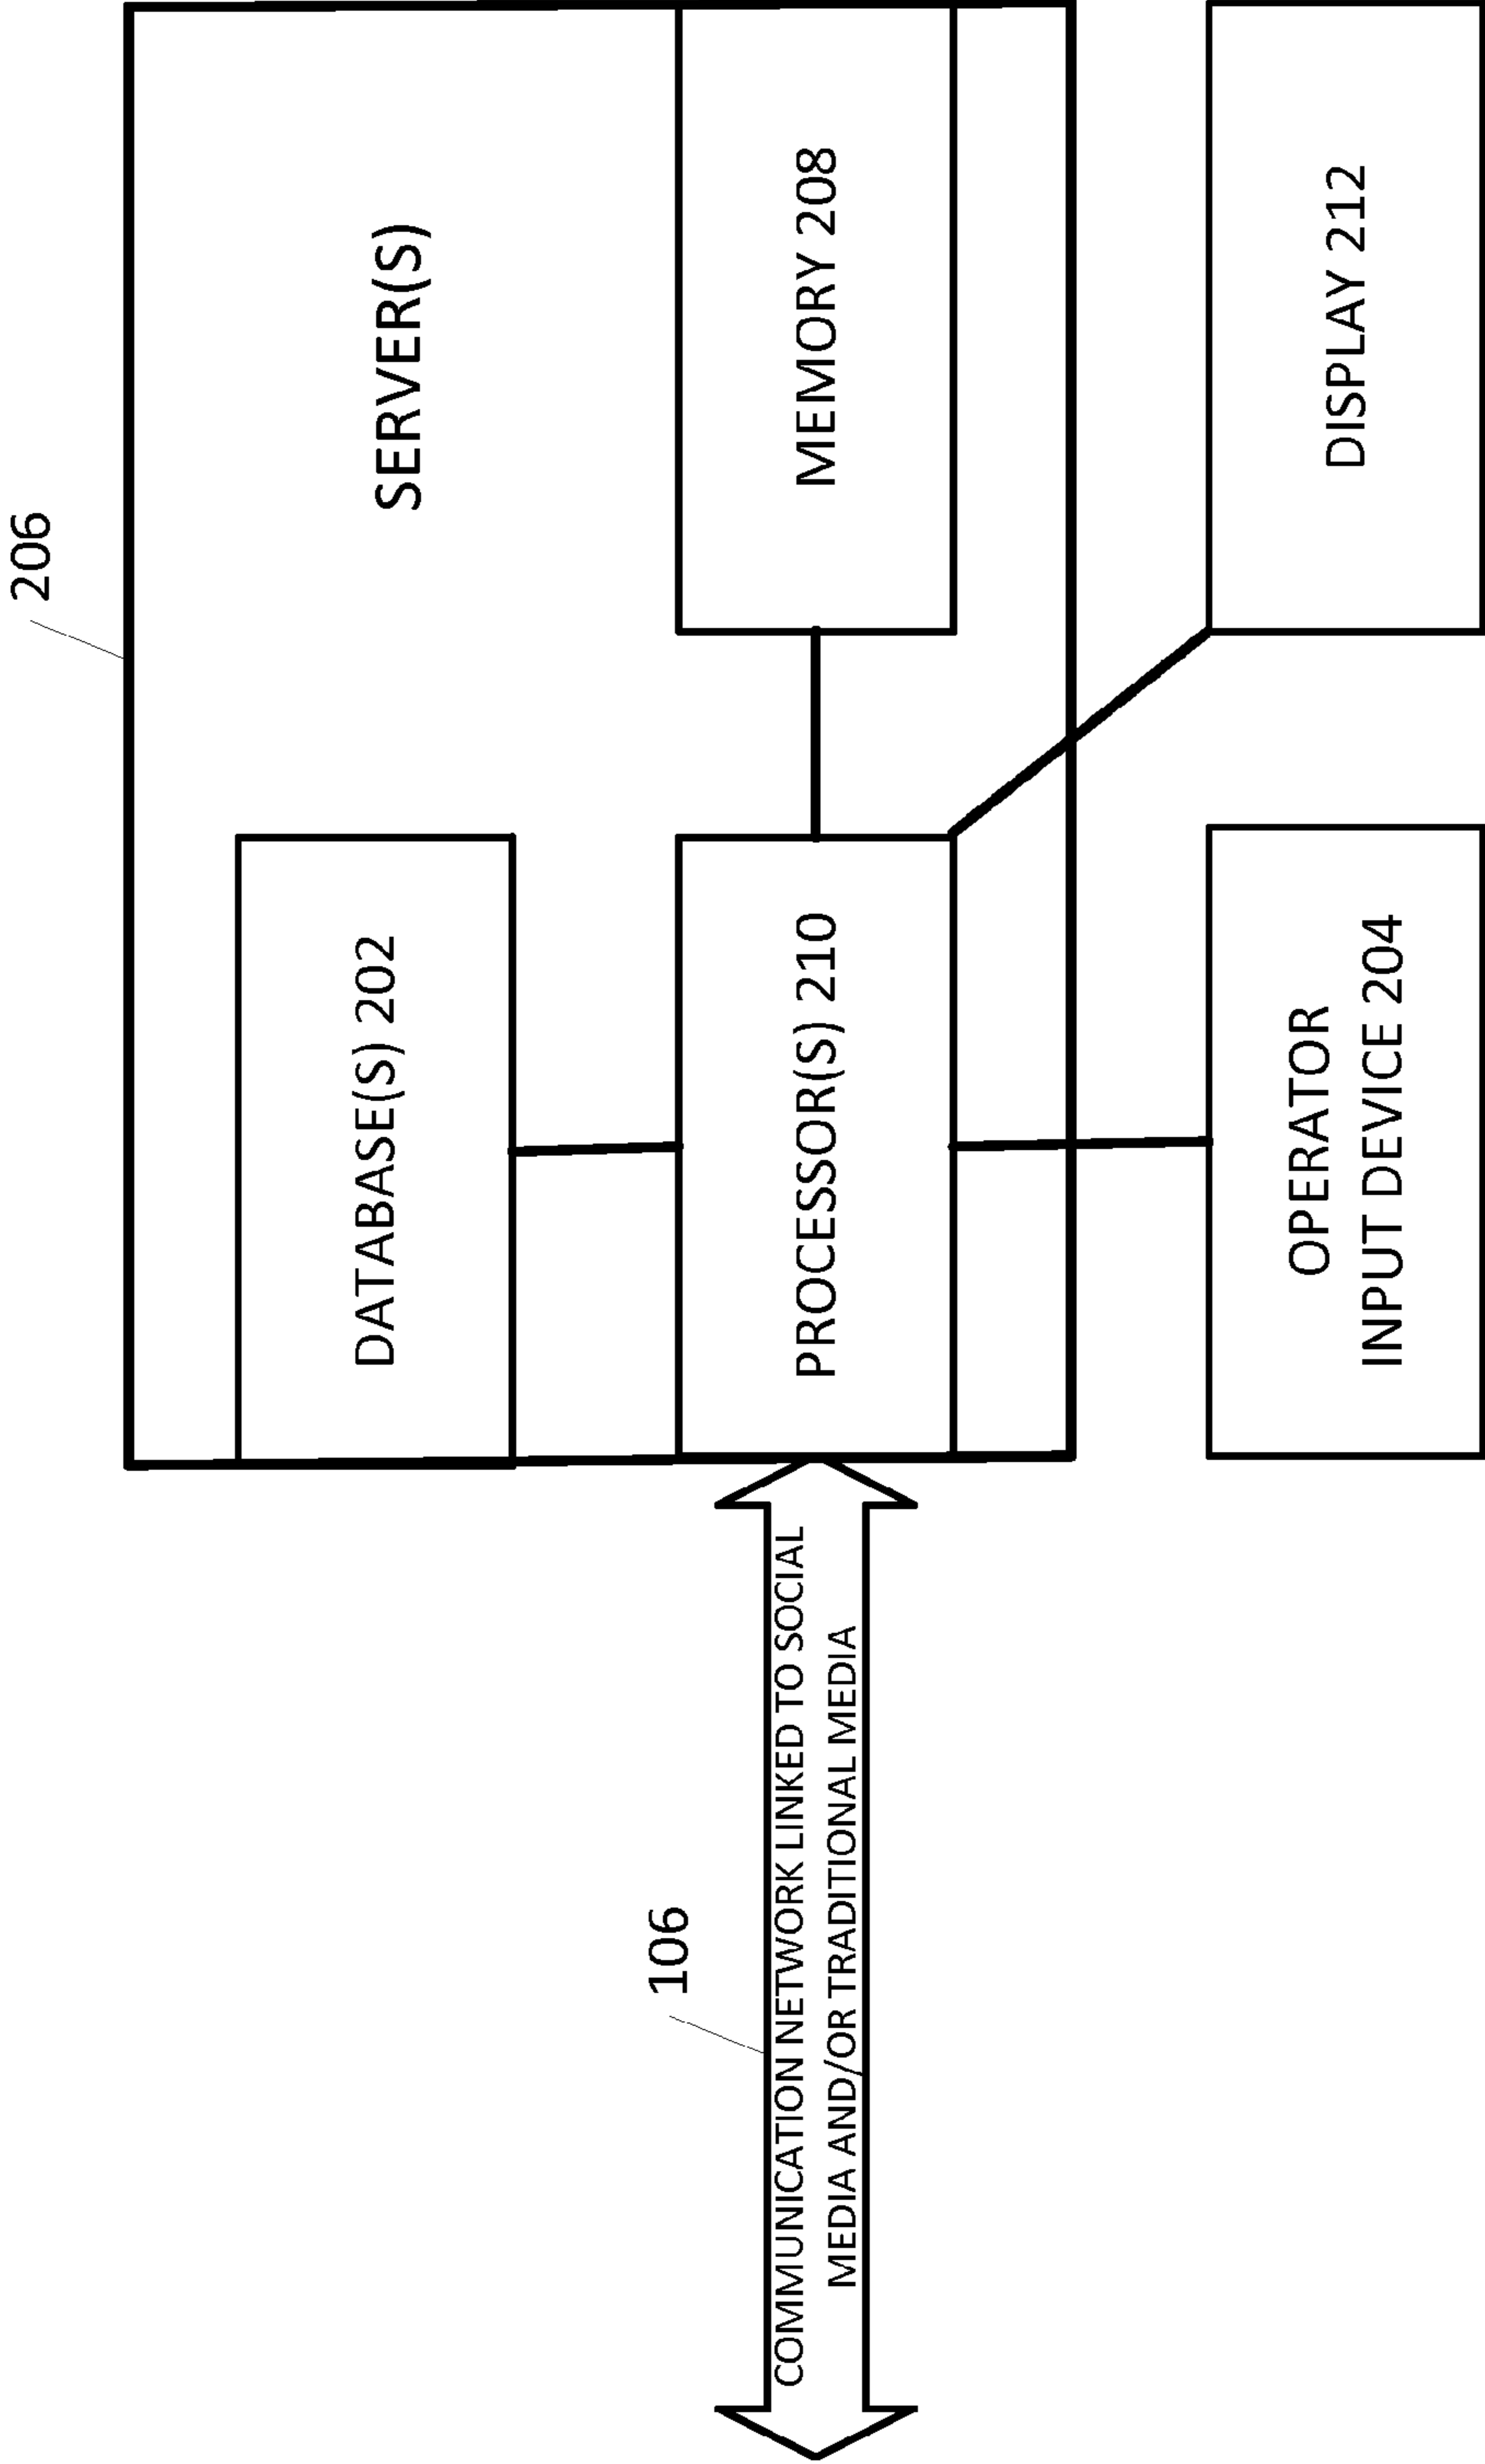 206
SERVER(S)
DATABASE(S) 202
106
COMMUNICATION NETWORK LINKED TO SOCIAL
MEDIA AND/OR TRADITIONAL MEDIA
PROCESSOR(S) 210
MEMORY 208
OPERATOR
INPUT DEVICE 204
DISPLAY 212